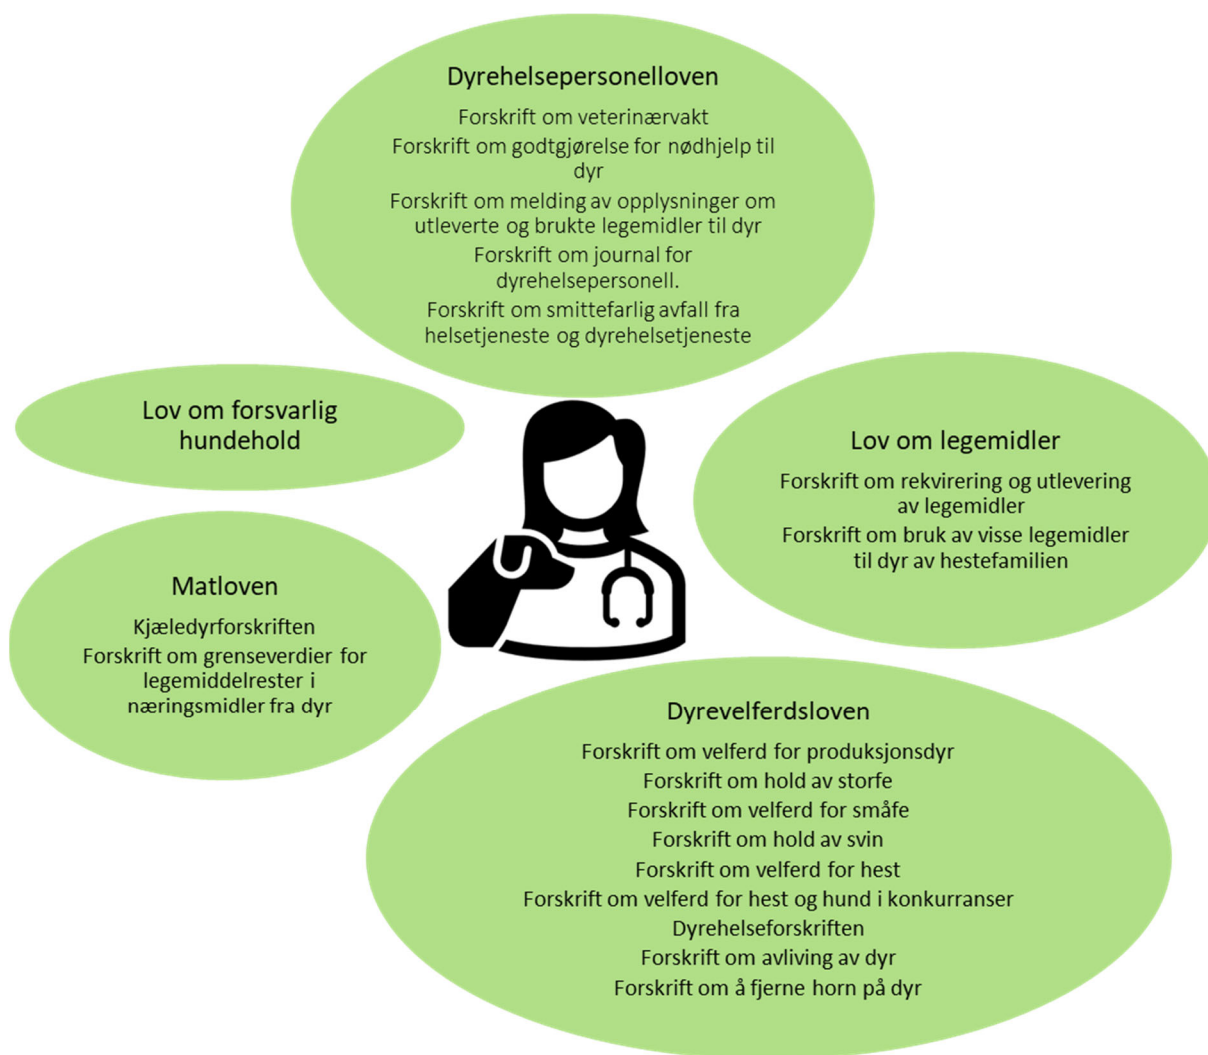 Dyrehelsepersonelloven
Forskrift om veterinærvakt
Forskrift om godtgjørelse for nødhjelp til
dyr
Forskrift om melding av opplysninger om
utleverte og brukte legemidler til dyr
Forskrift om journal for
dyrehelsepersonell.
Forskrift om smittefarlig avfall fra
helsetjeneste og dyrehelsetjeneste
Lov om forsvarlig
hundehold
Lov om legemidler
Forskrift om rekvirering og utlevering
av legemidler
Forskrift om bruk av visse legemidler
til dyr av hestefamilien
Matloven
Kjæledyrforskriften
Forskrift om grenseverdier for
legemiddelrester i
næringsmidler fra dyr
Dyrevelferdsloven
Forskrift om velferd for produksjonsdyr
Forskrift om hold av storfe
Forskrift om velferd for småfe
Forskrift om hold av svin
Forskrift om velferd for hest
Forskrift om velferd for hest og hund i konkurranser
Dyrehelseforskriften
Forskrift om avliving av dyr
Forskrift om å fjerne horn på dyr